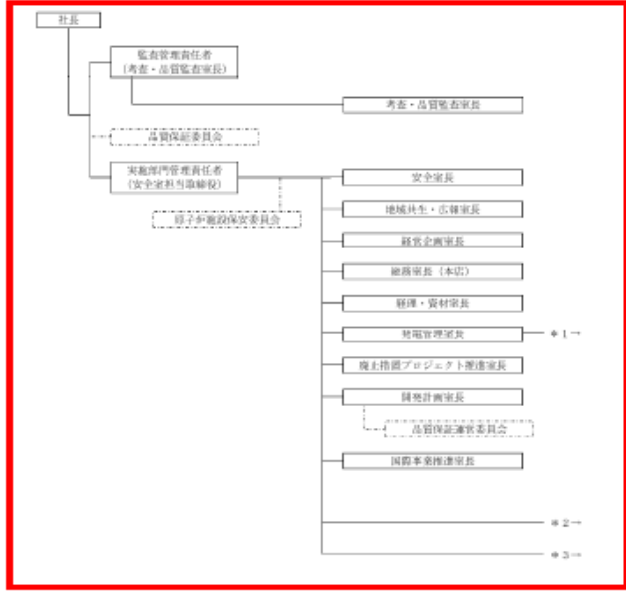 社長
監査管理責任者
(考査・品質監査室長)
考査・品質監査室長
品質保証委員会
実施部門管理責任者
(安全室担当取締役)
安全室長
原子炉施設保安委員会
地域共生・広報室長
経営企画室長
総務室長（本店）
経理・資材室長
発電管理室長
＊1→
廃止措置プロジェクト推進室長
開発計画室長
品質保証運営委員会
国際事業推進室長
＊2→
＊3→